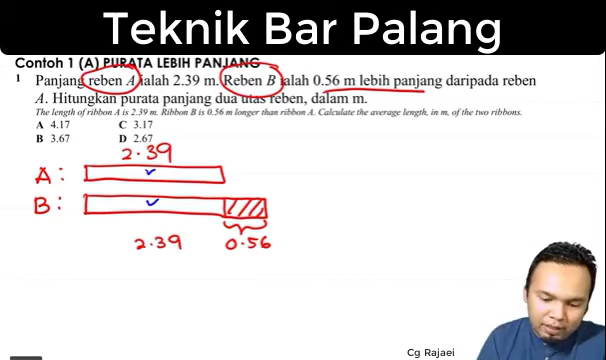 Teknik Bar Palang
Contoh 1 (A) PURATA LEBIH PANJANG
1 Panjang reben A ialah 2.39 m. Reben B ialah 0.56 m lebih panjang daripada reben
A. Hitungkan purata panjang dua utas reben, dalam m.
The length of ribbon A is 2.39 m. Ribbon B is 0.56 m longer than ribbon A. Calculate the average length, in m, of the two ribbons.
A 4.17 C 3.17
B 3.67 D 2.67
2.39
A:
B:
2.39 0.56
Cg Rajaei